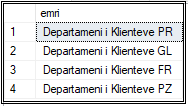 emri
1 Departamenti i Klienteve PR
2 Departamenti i Klienteve GL
3 Departamenti i Klienteve FR
4 Departamenti i Klienteve PZ